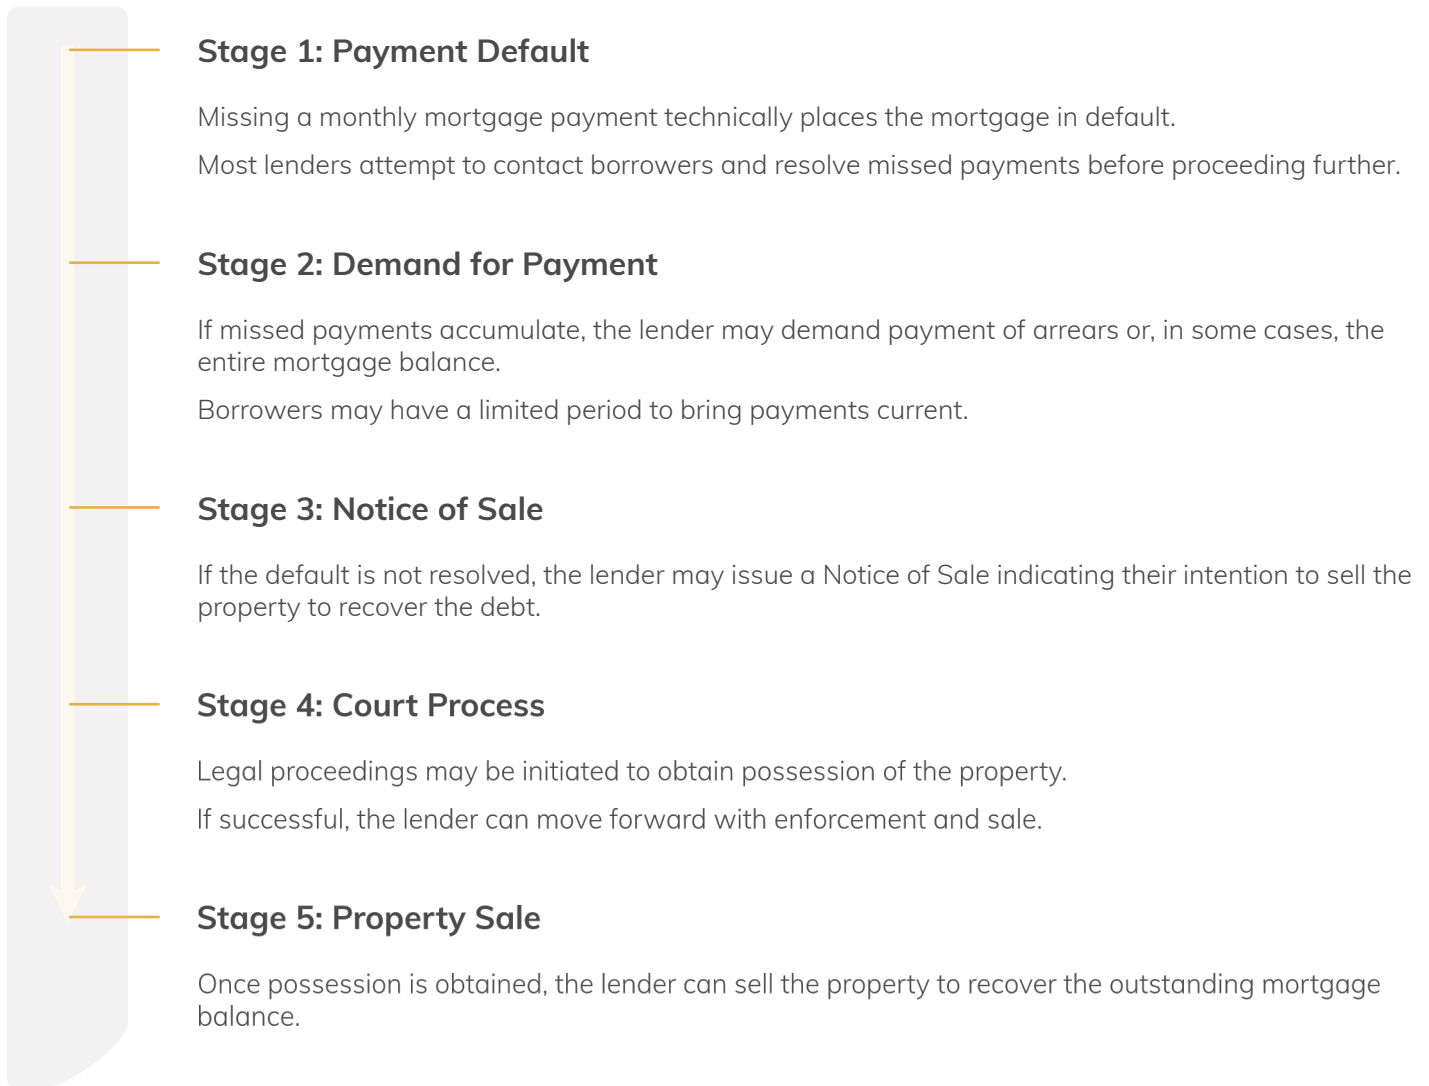 Stage 1: Payment Default
Missing a monthly mortgage payment technically places the mortgage in default.
Most lenders attempt to contact borrowers and resolve missed payments before proceeding further.
Stage 2: Demand for Payment
If missed payments accumulate, the lender may demand payment of arrears or, in some cases, the
entire mortgage balance.
Borrowers may have a limited period to bring payments current.
Stage 3: Notice of Sale
If the default is not resolved, the lender may issue a Notice of Sale indicating their intention to sell the
property to recover the debt.
Stage 4: Court Process
Legal proceedings may be initiated to obtain possession of the property.
If successful, the lender can move forward with enforcement and sale.
Stage 5: Property Sale
Once possession is obtained, the lender can sell the property to recover the outstanding mortgage
balance.